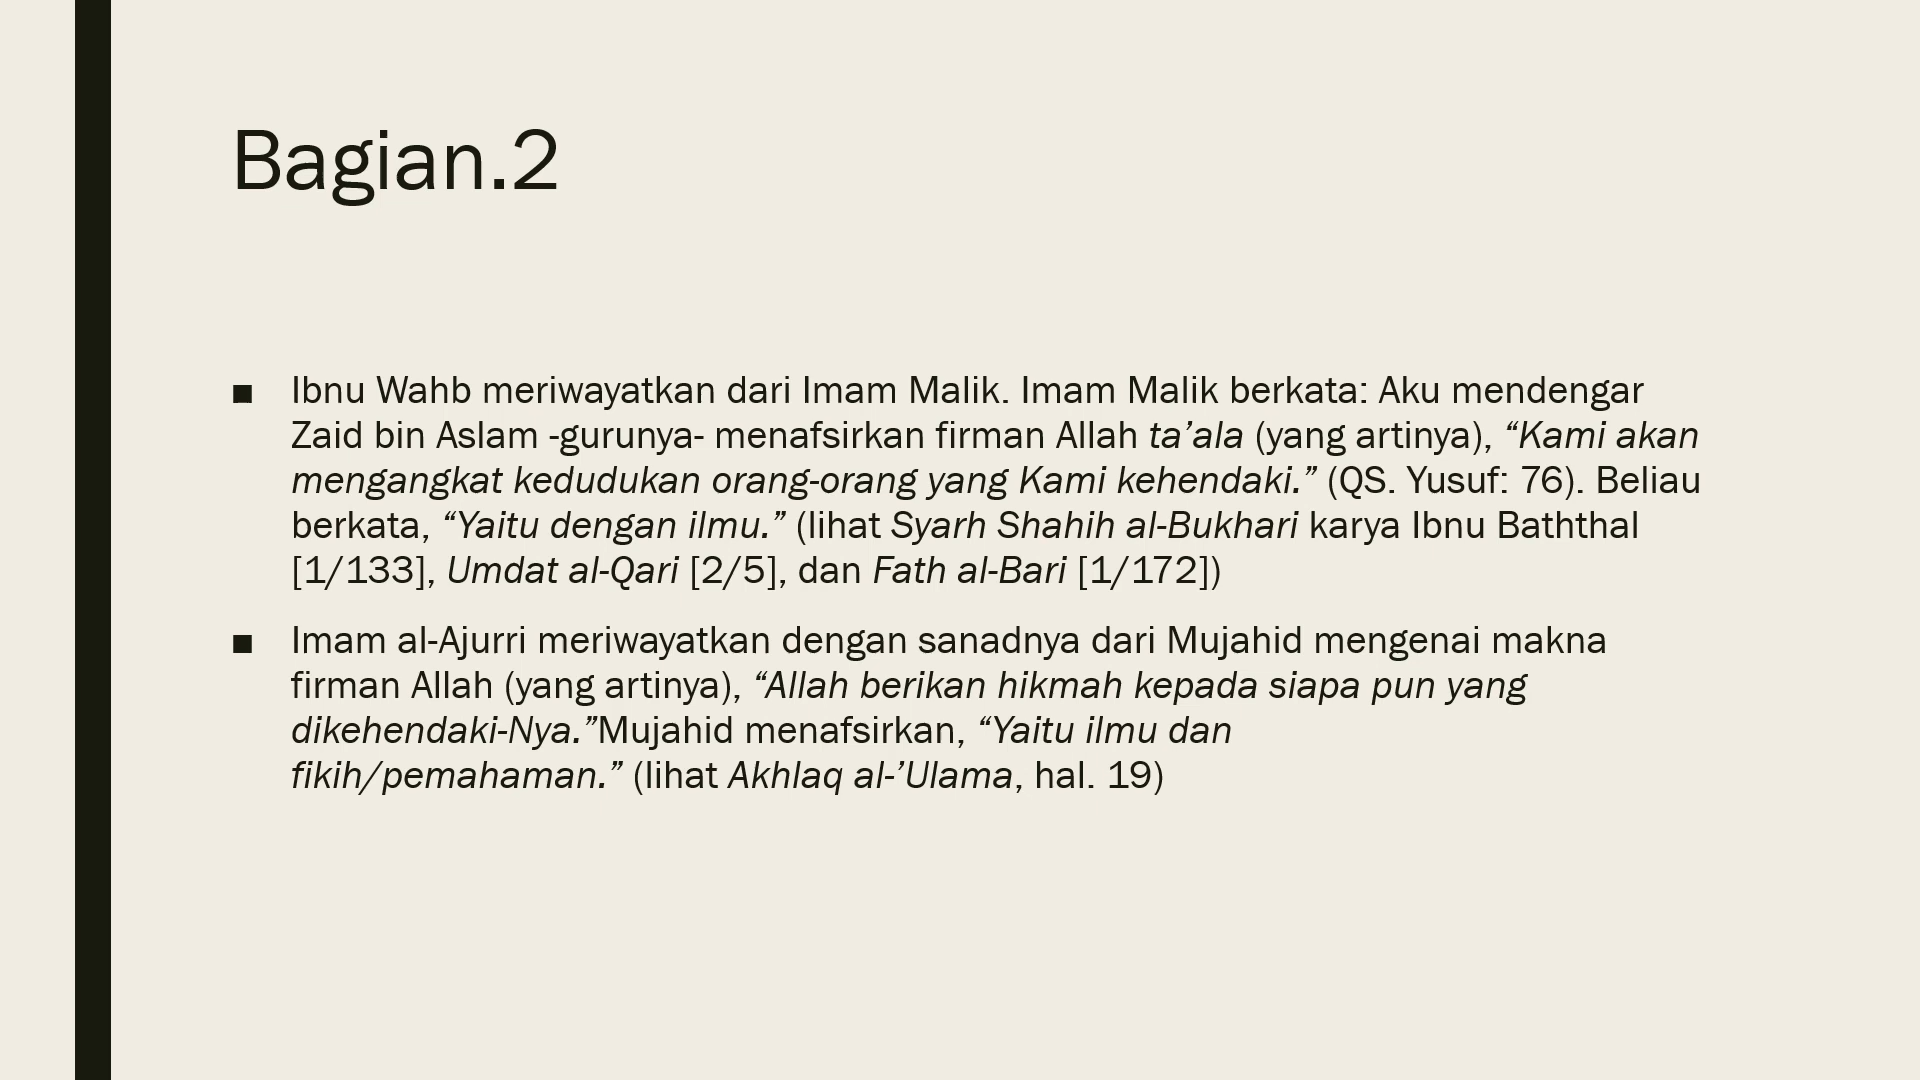 Bagian.2
■ Ibnu Wahb meriwayatkan dari Imam Malik. Imam Malik berkata: Aku mendengar
Zaid bin Aslam -gurunya- menafsirkan firman Allah ta’ala (yang artinya), “Kami akan
mengangkat kedudukan orang-orang yang Kami kehendaki.” (QS. Yusuf: 76). Beliau
berkata, “Yaitu dengan ilmu.” (lihat Syarh Shahih al-Bukhari karya Ibnu Baththal
[1/133], Umdat al-Qari [2/5], dan Fath al-Bari [1/172])
■ Imam al-Ajurri meriwayatkan dengan sanadnya dari Mujahid mengenai makna
firman Allah (yang artinya), “Allah berikan hikmah kepada siapa pun yang
dikehendaki-Nya.”Mujahid menafsirkan, “Yaitu ilmu dan
fikih/pemahaman.” (lihat Akhlaq al-’Ulama, hal. 19)